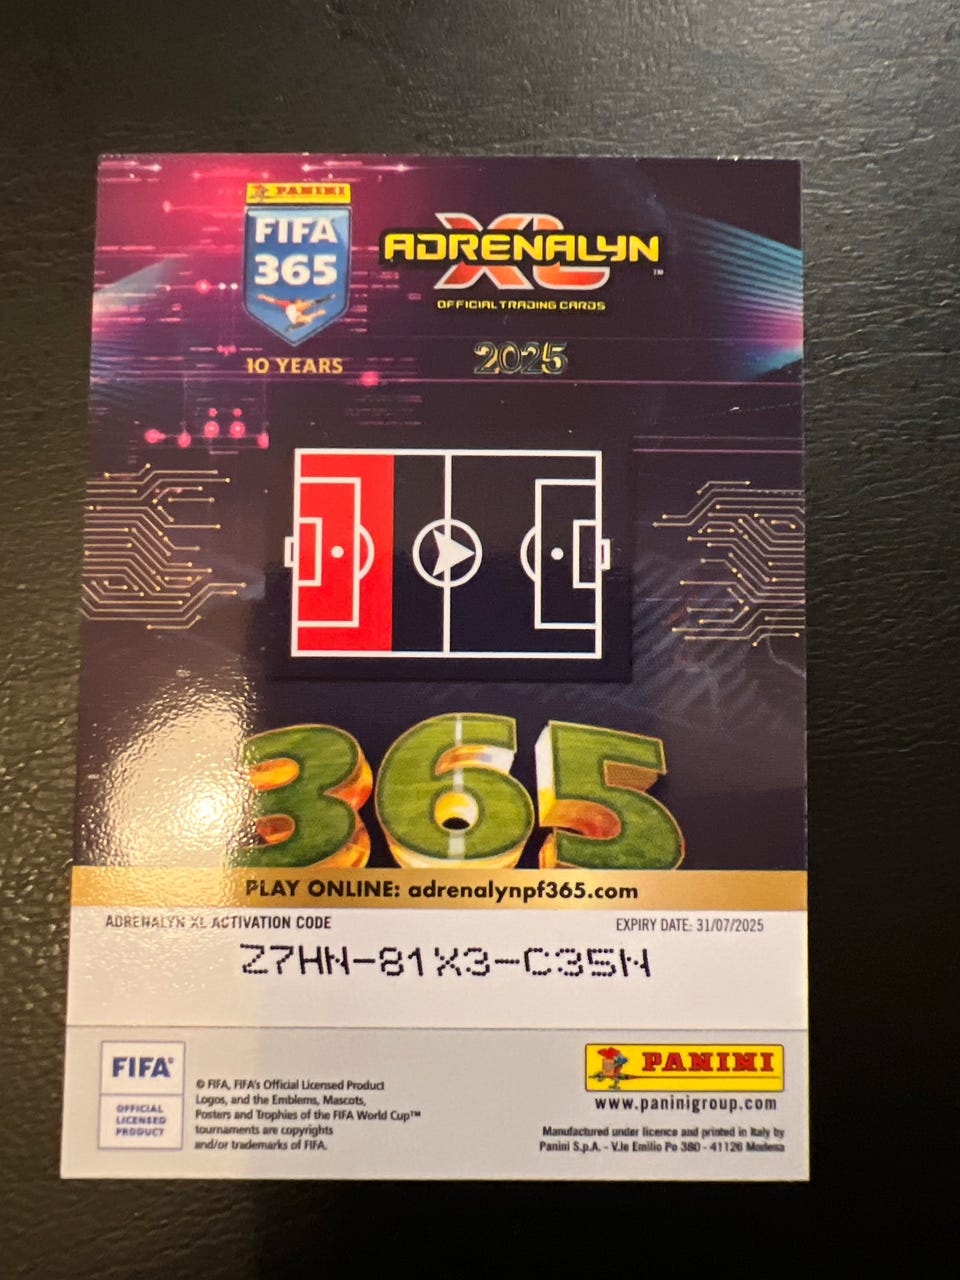 PANINI
FIFA
365
10 YEARS
ADRENALYN
XL
™
OFFICIAL TRADING CARDS
2025
365
PLAY ONLINE: adrenalynpf365.com
ADRENALYN XL ACTIVATION CODE
EXPIRY DATE: 31/07/2025
Z7HN-81X3-C35N
FIFA®
OFFICIAL
LICENSED
PRODUCT
© FIFA, FIFA's Official Licensed Product
Logos, and the Emblems, Mascots,
Posters and Trophies of the FIFA World Cup™
tournaments are copyrights
and/or trademarks of FIFA.
PANINI
www.paninigroup.com
Manufactured under licence and printed in Italy by
Panini S.p.A. - V.le Emilio Po 380 - 41126 Modena